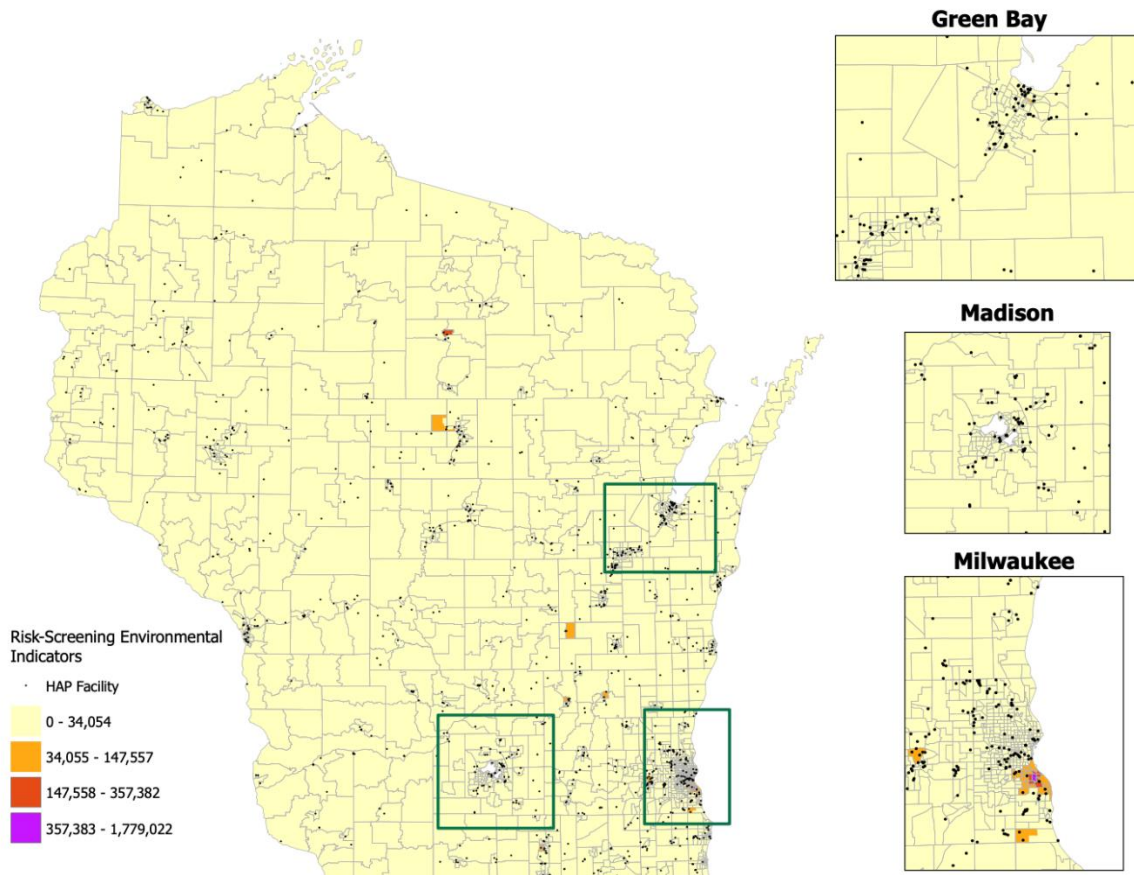 Green Bay
Madison
Milwaukee
Risk-Screening Environmental
Indicators
HAP Facility
0 - 34,054
34,055 - 147,557
147,558 - 357,382
357,383 - 1,779,022